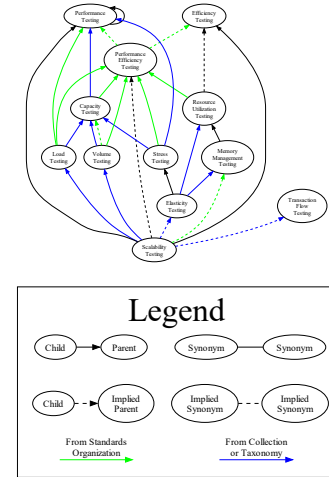 Performance
Testing
Efficiency
Testing
Performance
Efficiency
Testing
Capacity
Testing
Resource
Utilization
Testing
Load
Testing
Volume
Testing
Stress
Testing
Memory
Management
Testing
Elasticity
Testing
Transaction
Flow
Testing
Scalability
Testing
Legend
Child Parent Synonym Synonym
Child Implied
Parent Implied
Synonym Implied
Synonym
From Standards
Organization
From Collection
or Taxonomy